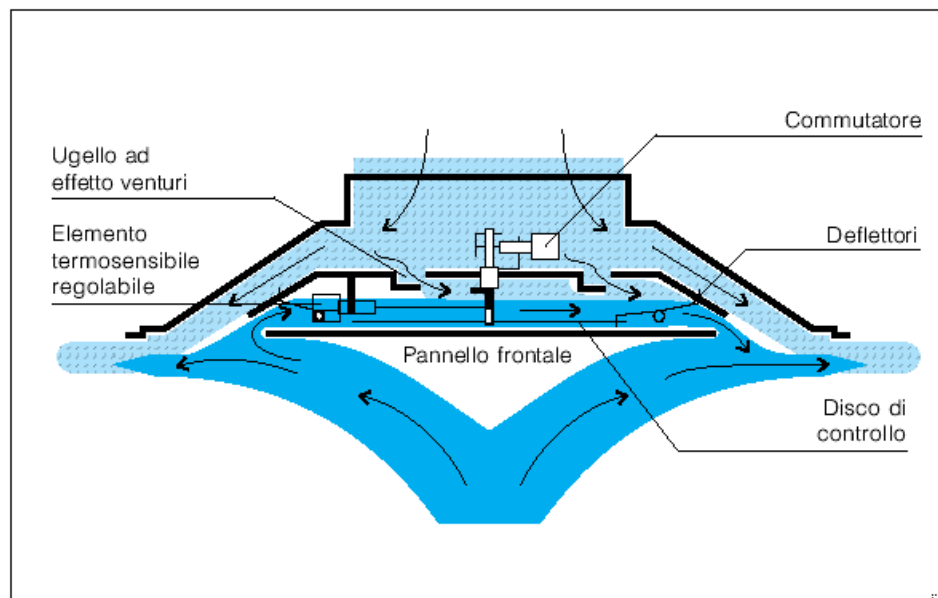 Commutatore
Ugello ad
effetto venturi
Elemento
termosensibile
regolabile
Deflettori
Pannello frontale
Disco di
controllo